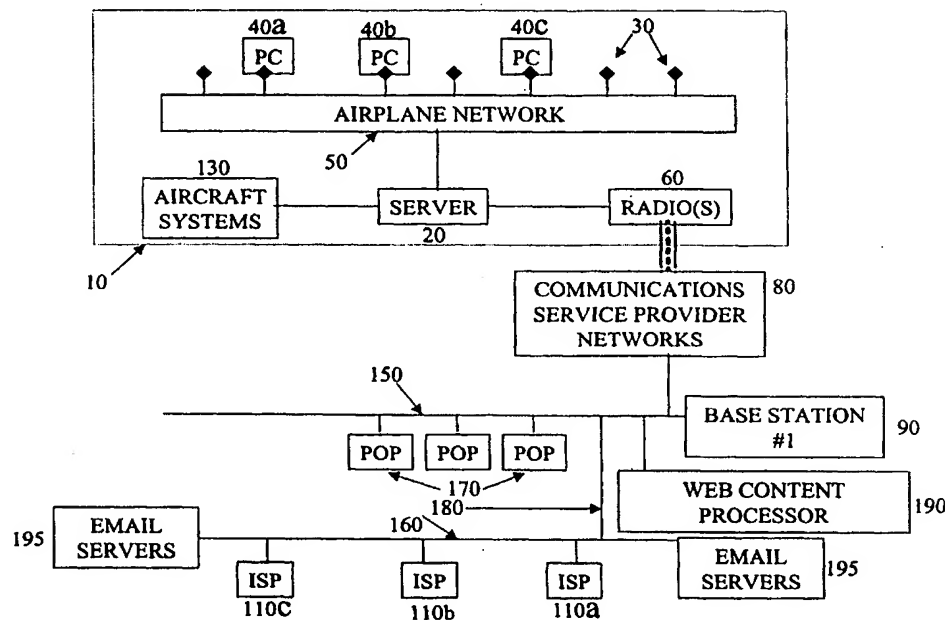 40a 40b 40c 30
PC PC PC
AIRPLANE NETWORK
50
130 60
AIRCRAFT
SYSTEMS
SERVER
RADIO(S)
20
10
COMMUNICATIONS
SERVICE PROVIDER
NETWORKS
80
150
BASE STATION
#1
90
POP POP POP
170
180
WEB CONTENT
PROCESSOR
190
160
195
EMAIL
SERVERS
EMAIL
SERVERS
195
ISP ISP ISP
110c 110b 110a